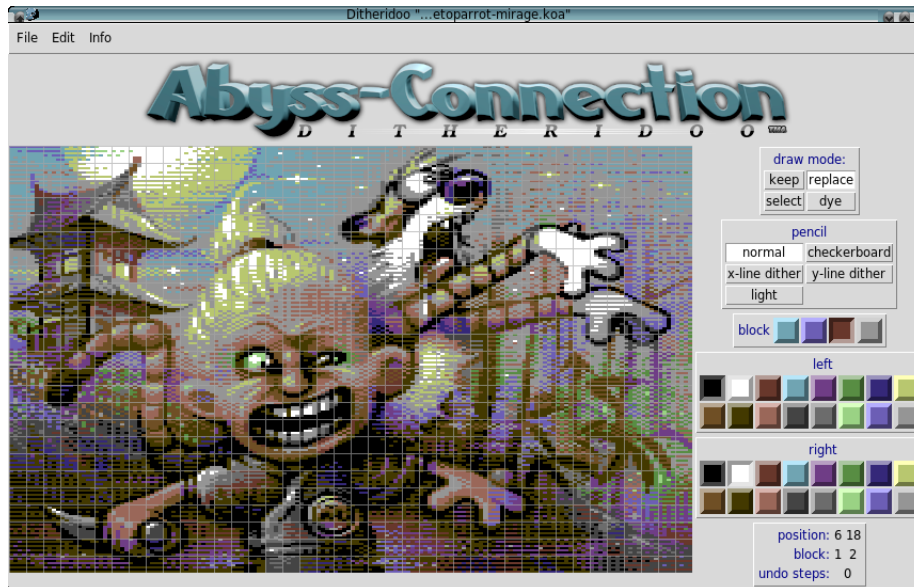 Ditheridoo "...etoparrot-mirage.koa"
File Edit Info
Abyss-Connection
DITHERIDOO
draw mode:
keep replace
select dye
pencil
normal checkerboard
x-line dither y-line dither
light
block
left
right
position: 6 18
block: 1 2
undo steps: 0